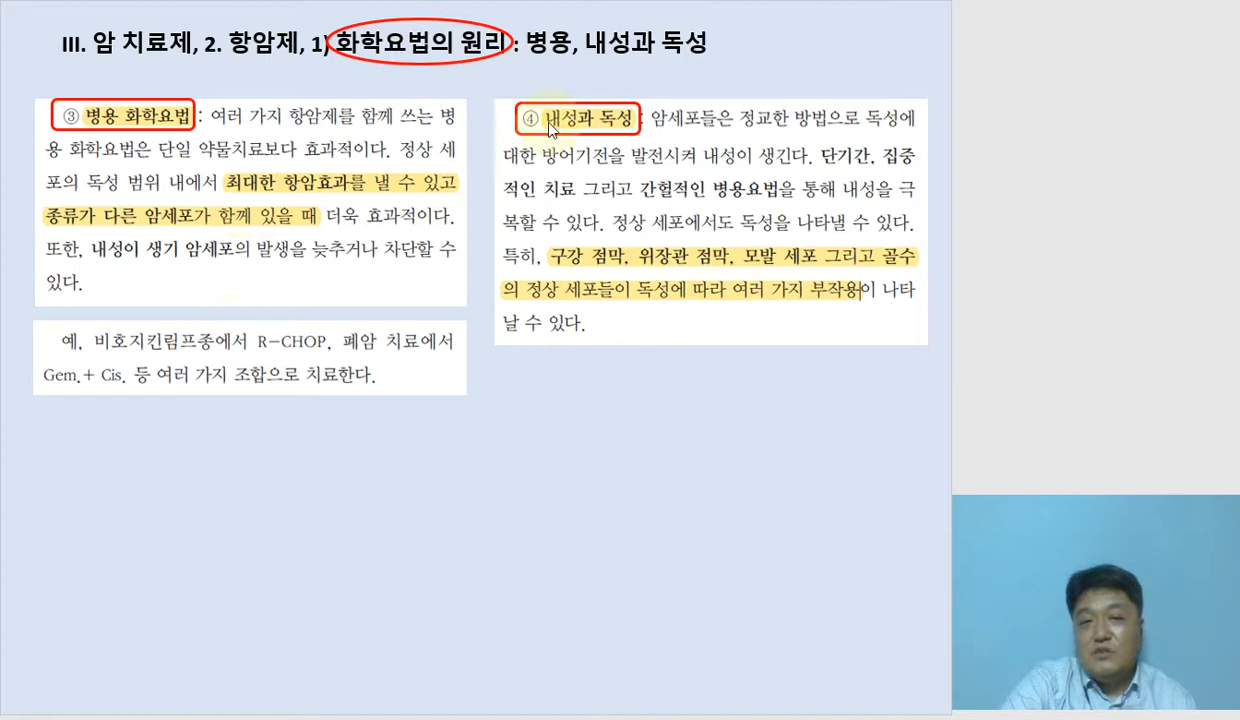 III. 암 치료제, 2. 항암제, 1) 화학요법의 원리 : 병용, 내성과 독성
③ 병용 화학요법 : 여러 가지 항암제를 함께 쓰는 병
용 화학요법은 단일 약물치료보다 효과적이다. 정상 세
포의 독성 범위 내에서 최대한 항암효과를 낼 수 있고
종류가 다른 암세포가 함께 있을 때 더욱 효과적이다.
또한, 내성이 생기 암세포의 발생을 늦추거나 차단할 수
있다.
예, 비호지킨림프종에서 R-CHOP, 폐암 치료에서
Gem.+ Cis. 등 여러 가지 조합으로 치료한다.
④ 내성과 독성 : 암세포들은 정교한 방법으로 독성에
대한 방어기전을 발전시켜 내성이 생긴다. 단기간, 집중
적인 치료 그리고 간헐적인 병용요법을 통해 내성을 극
복할 수 있다. 정상 세포에서도 독성을 나타낼 수 있다.
특히, 구강 점막, 위장관 점막, 모발 세포 그리고 골수
의 정상 세포들이 독성에 따라 여러 가지 부작용이 나타
날 수 있다.